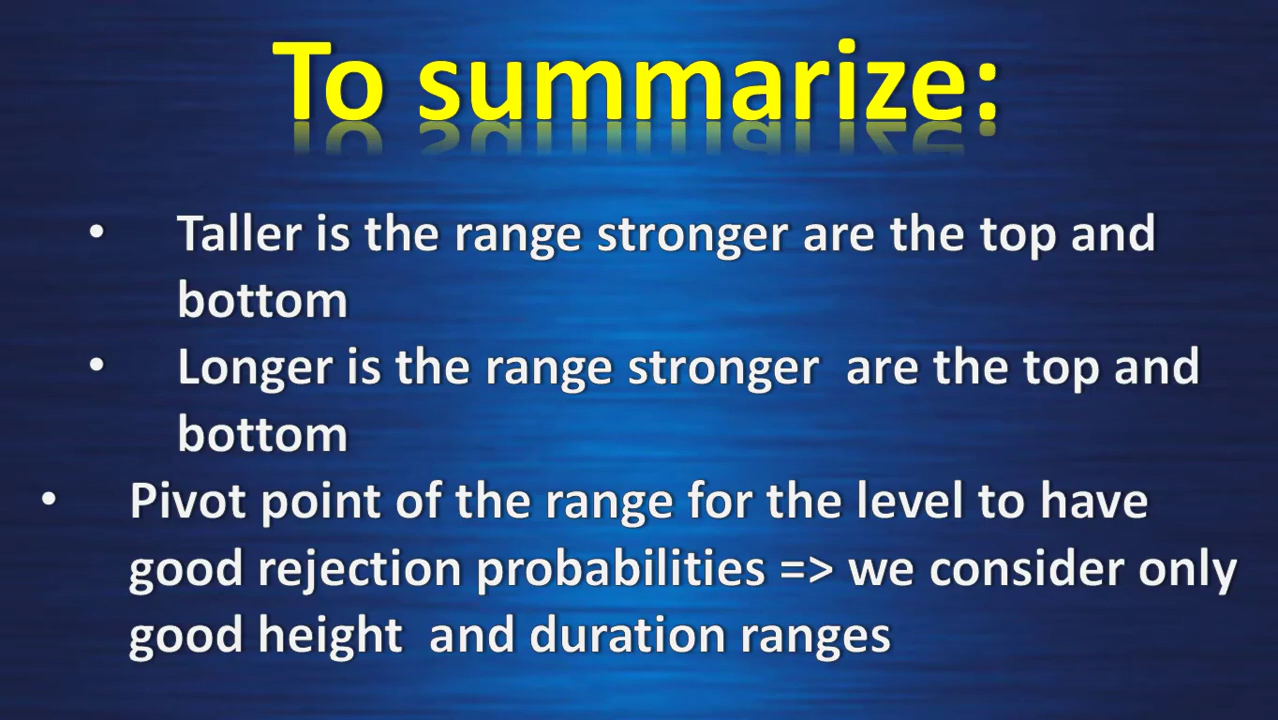 To summarize:
• Taller is the range stronger are the top and
bottom
• Longer is the range stronger  are the top and
bottom
• Pivot point of the range for the level to have
good rejection probabilities => we consider only
good height  and duration ranges